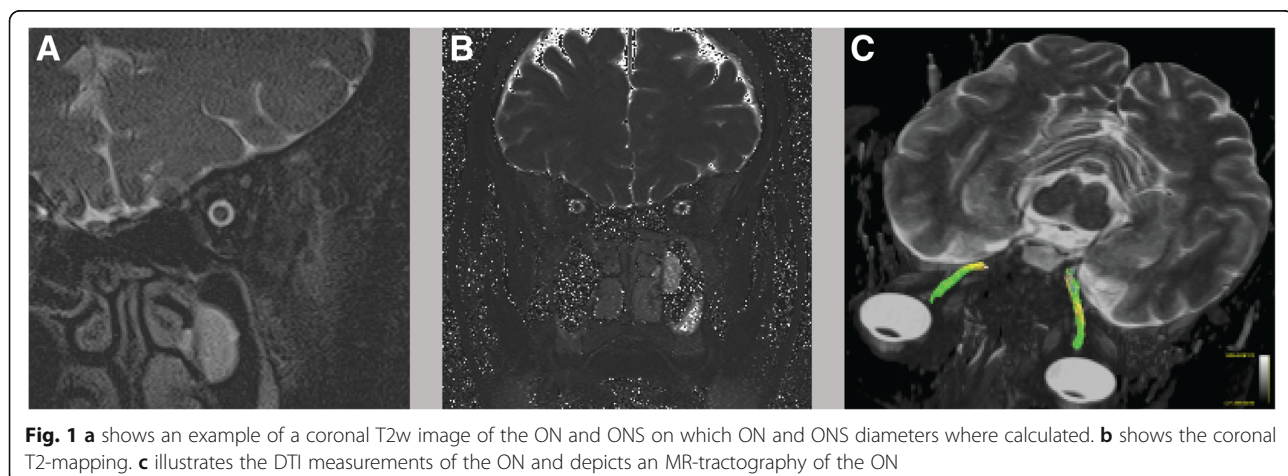 A
B
C
Fig. 1 a shows an example of a coronal T2w image of the ON and ONS on which ON and ONS diameters where calculated. b shows the coronal
T2-mapping. c illustrates the DTI measurements of the ON and depicts an MR-tractography of the ON